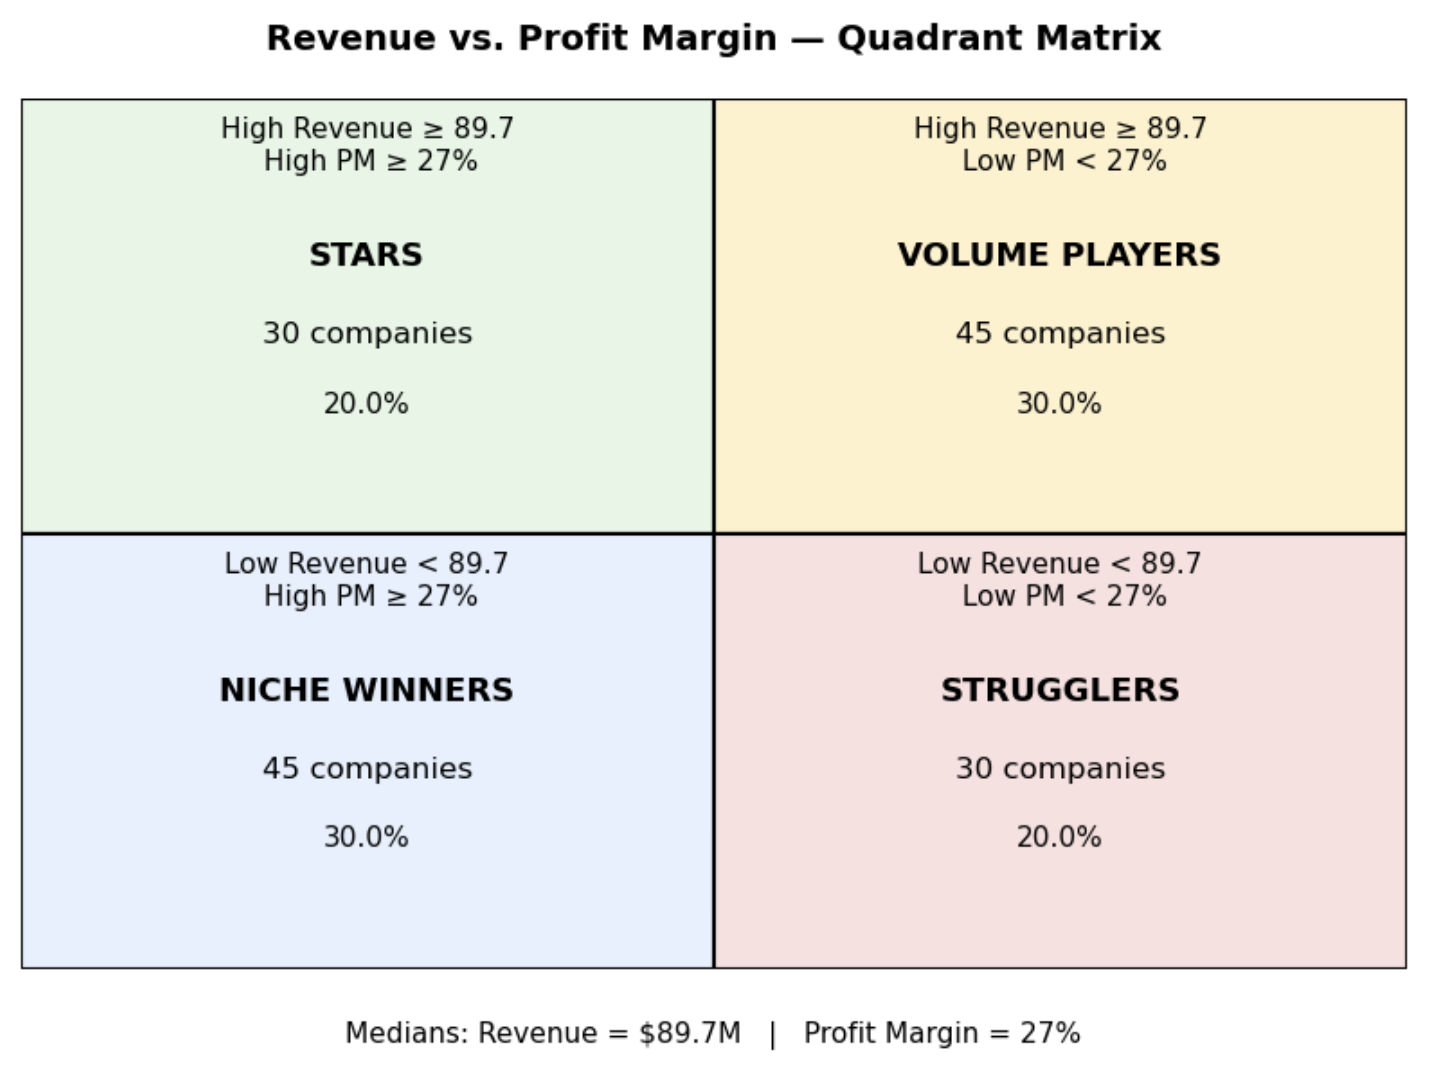 Revenue vs. Profit Margin — Quadrant Matrix
High Revenue ≥ 89.7
High PM ≥ 27%
STARS
30 companies
20.0%
High Revenue ≥ 89.7
Low PM < 27%
VOLUME PLAYERS
45 companies
30.0%
Low Revenue < 89.7
High PM ≥ 27%
NICHE WINNERS
45 companies
30.0%
Low Revenue < 89.7
Low PM < 27%
STRUGGLERS
30 companies
20.0%
Medians: Revenue = $89.7M | Profit Margin = 27%